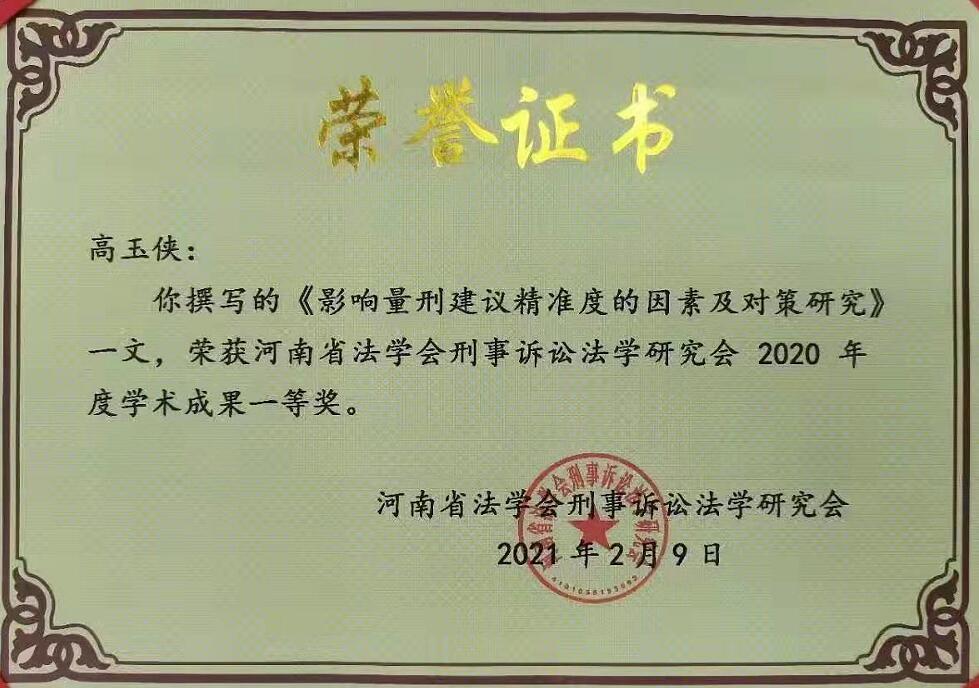 荣誉证书
高玉侠：
你撰写的《影响量刑建议精准度的因素及对策研究》
一文，荣获河南省法学会刑事诉讼法学研究会 2020 年
度学术成果一等奖。
河南省法学会刑事诉讼法学研究会
2021 年 2 月 9 日